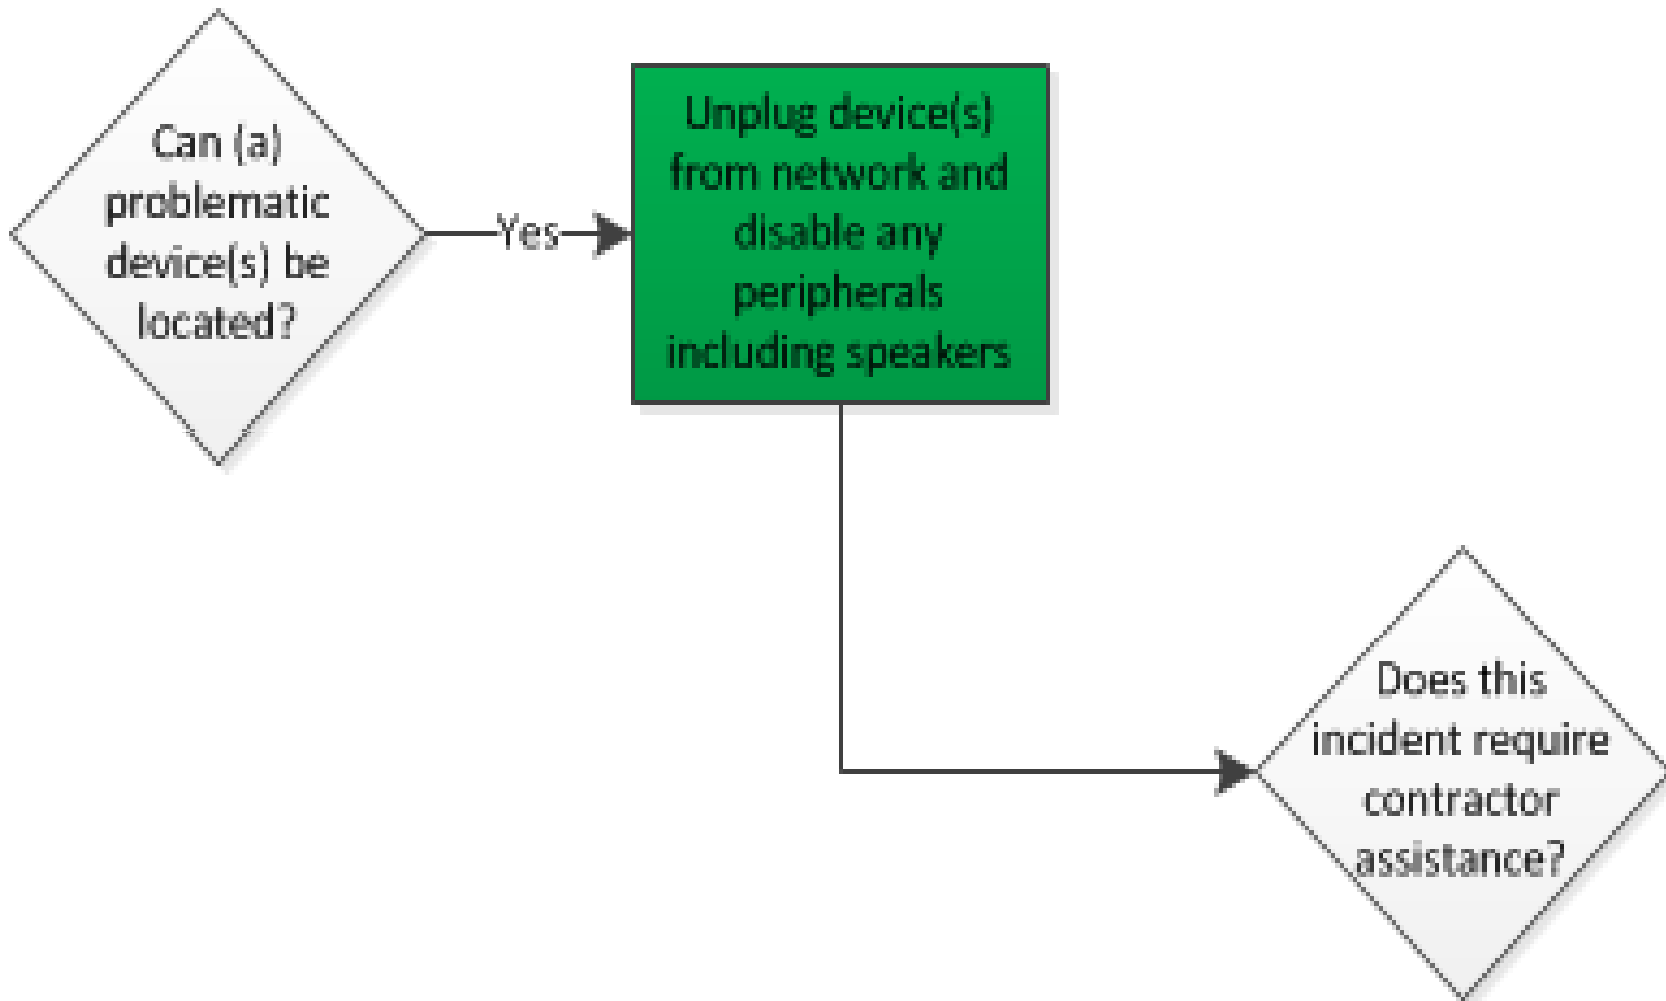 Can (a)
problematic
device(s) be
located?
Yes
Unplug device(s)
from network and
disable any
peripherals
including speakers
Does this
incident require
contractor
assistance?